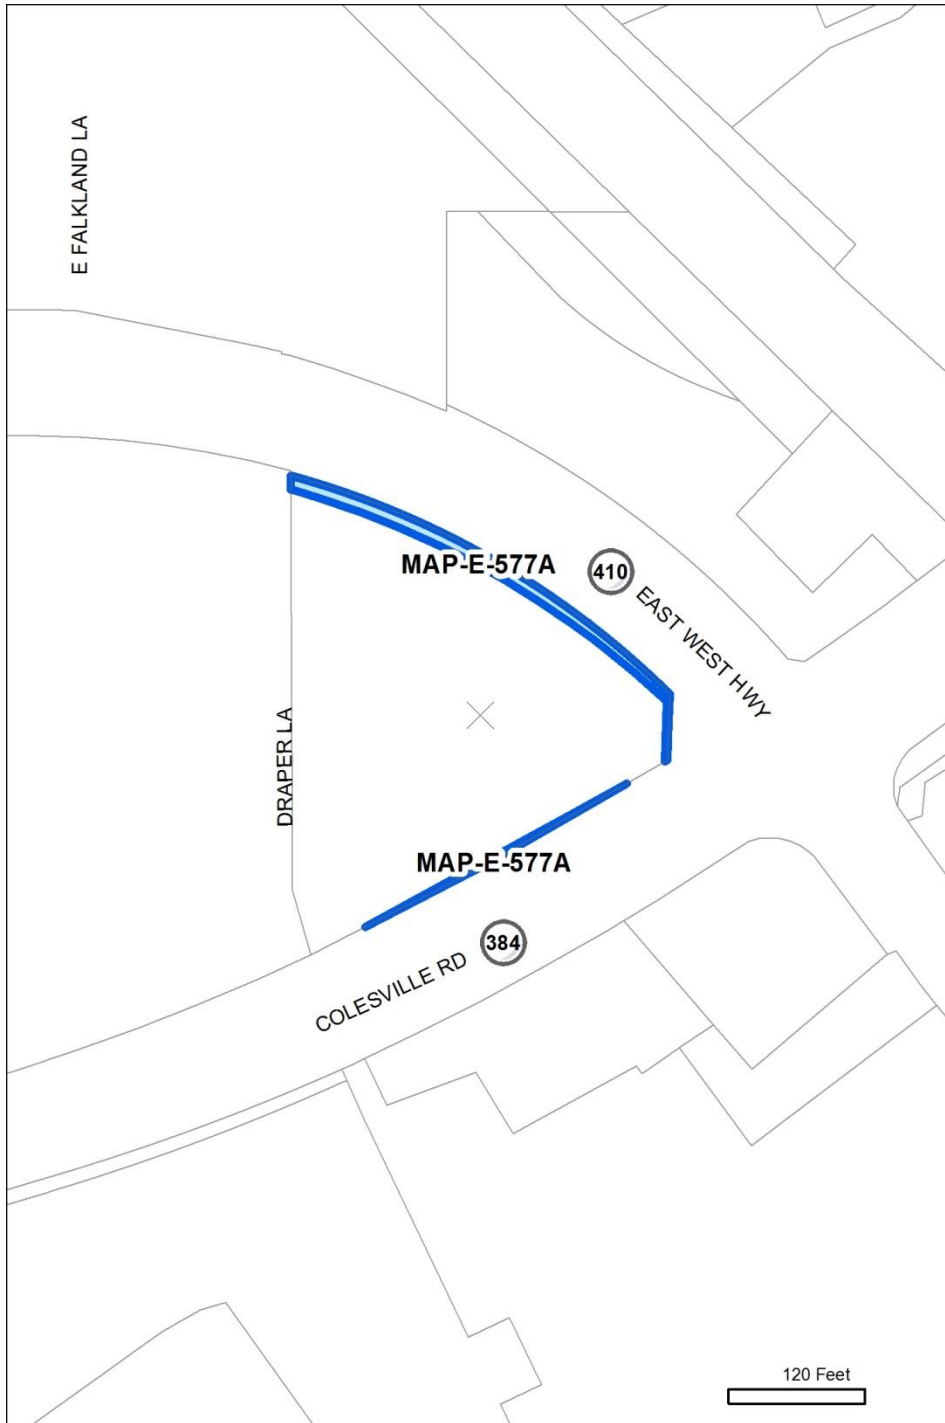 E FALKLAND LA
MAP-E-577A
410
EAST WEST HWY
DRAPER LA
MAP-E-577A
384
COLESVILLE RD
120 Feet